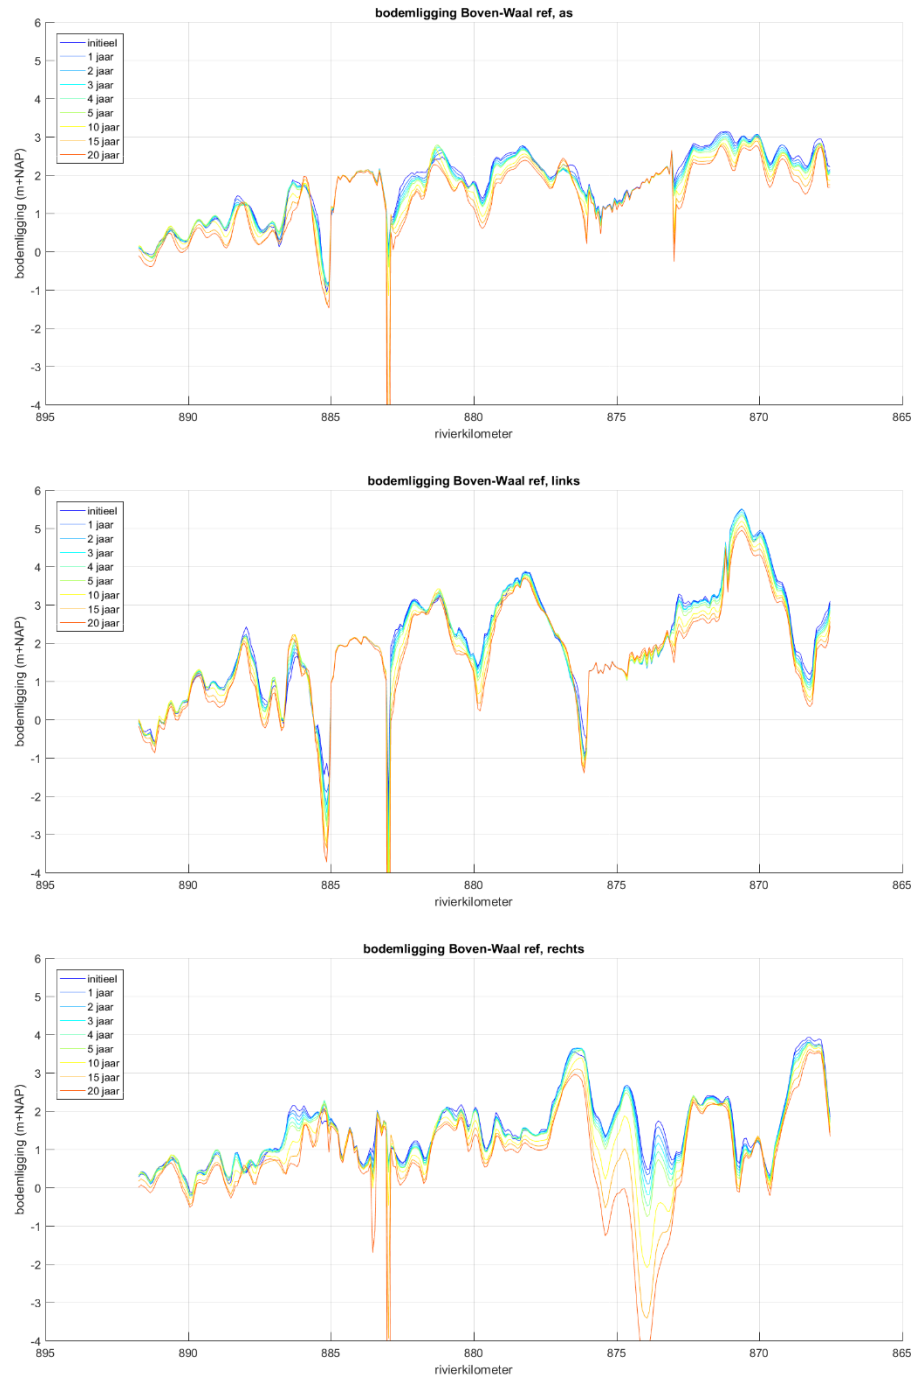 bodemligging Boven-Waal ref, as
6
5
4
3
2
1
0
-1
-2
-3
-4
bodemligging (m+NAP)
initieel
1 jaar
2 jaar
3 jaar
4 jaar
5 jaar
10 jaar
15 jaar
20 jaar
895 890 885 880 875 870 865
rivierkilometer
bodemligging Boven-Waal ref, links
6
5
4
3
2
1
0
-1
-2
-3
-4
bodemligging (m+NAP)
initieel
1 jaar
2 jaar
3 jaar
4 jaar
5 jaar
10 jaar
15 jaar
20 jaar
895 890 885 880 875 870 865
rivierkilometer
bodemligging Boven-Waal ref, rechts
6
5
4
3
2
1
0
-1
-2
-3
-4
bodemligging (m+NAP)
initieel
1 jaar
2 jaar
3 jaar
4 jaar
5 jaar
10 jaar
15 jaar
20 jaar
895 890 885 880 875 870 865
rivierkilometer